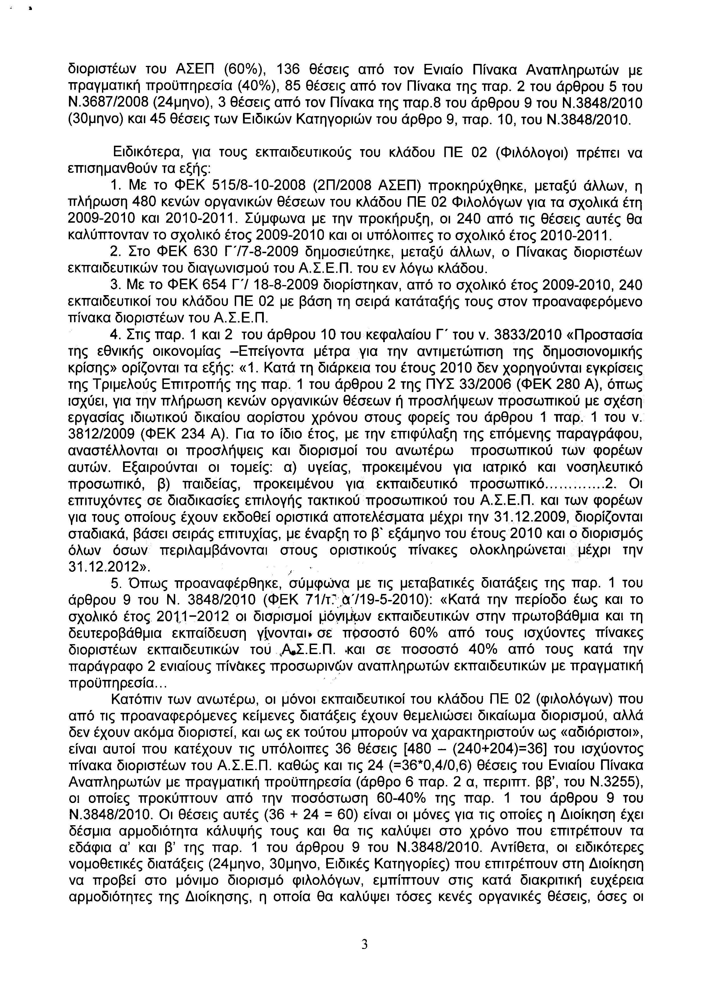 διοριστέων του ΑΣΕΠ (60%), 136 θέσεις από τον Ενιαίο Πίνακα Αναπληρωτών με
πραγματική προϋπηρεσία (40%), 85 θέσεις από τον Πίνακα της παρ. 2 του άρθρου 5 του
Ν.3687/2008 (24μηνο), 3 θέσεις από τον Πίνακα της παρ.8 του άρθρου 9 του Ν.3848/2010
(30μηνο) και 45 θέσεις των Ειδικών Κατηγοριών του άρθρο 9, παρ. 10, του Ν.3848/2010.
Ειδικότερα, για τους εκπαιδευτικούς του κλάδου ΠΕ 02 (Φιλόλογοι) πρέπει να
επισημανθούν τα εξής:
1. Με το ΦΕΚ 515/8-10-2008 (2Π/2008 ΑΣΕΠ) προκηρύχθηκε, μεταξύ άλλων, η
πλήρωση 480 κενών οργανικών θέσεων του κλάδου ΠΕ 02 Φιλολόγων για τα σχολικά έτη
2009-2010 και 2010-2011. Σύμφωνα με την προκήρυξη, οι 240 από τις θέσεις αυτές θα
καλύπτονταν το σχολικό έτος 2009-2010 και οι υπόλοιπες το σχολικό έτος 2010-2011.
2. Στο ΦΕΚ 630 Γ΄/7-8-2009 δημοσιεύτηκε, μεταξύ άλλων, ο Πίνακας διοριστέων
εκπαιδευτικών του διαγωνισμού του Α.Σ.Ε.Π. του εν λόγω κλάδου.
3. Με το ΦΕΚ 654 Γ΄/ 18-8-2009 διορίστηκαν, από το σχολικό έτος 2009-2010, 240
εκπαιδευτικοί του κλάδου ΠΕ 02 με βάση τη σειρά κατάταξής τους στον προαναφερόμενο
πίνακα διοριστέων του Α.Σ.Ε.Π.
4. Στις παρ. 1 και 2 του άρθρου 10 του κεφαλαίου Γ΄ του ν. 3833/2010 «Προστασία
της εθνικής οικονομίας –Επείγοντα μέτρα για την αντιμετώπιση της δημοσιονομικής
κρίσης» ορίζονται τα εξής: «1. Κατά τη διάρκεια του έτους 2010 δεν χορηγούνται εγκρίσεις
της Τριμελούς Επιτροπής της παρ. 1 του άρθρου 2 της ΠΥΣ 33/2006 (ΦΕΚ 280 Α), όπως
ισχύει, για την πλήρωση κενών οργανικών θέσεων ή προσλήψεων προσωπικού με σχέση
εργασίας ιδιωτικού δικαίου αορίστου χρόνου στους φορείς του άρθρου 1 παρ. 1 του ν.
3812/2009 (ΦΕΚ 234 Α). Για το ίδιο έτος, με την επιφύλαξη της επόμενης παραγράφου,
αναστέλλονται οι προσλήψεις και διορισμοί του ανωτέρω προσωπικού των φορέων
αυτών. Εξαιρούνται οι τομείς: α) υγείας, προκειμένου για ιατρικό και νοσηλευτικό
προσωπικό, β) παιδείας, προκειμένου για εκπαιδευτικό προσωπικό.............2. Οι
επιτυχόντες σε διαδικασίες επιλογής τακτικού προσωπικού του Α.Σ.Ε.Π. και των φορέων
για τους οποίους έχουν εκδοθεί οριστικά αποτελέσματα μέχρι την 31.12.2009, διορίζονται
σταδιακά, βάσει σειράς επιτυχίας, με έναρξη το β` εξάμηνο του έτους 2010 και ο διορισμός
όλων όσων περιλαμβάνονται στους οριστικούς πίνακες ολοκληρώνεται μέχρι την
31.12.2012».
5. Όπως προαναφέρθηκε, σύμφωνα με τις μεταβατικές διατάξεις της παρ. 1 του
άρθρου 9 του Ν. 3848/2010 (ΦΕΚ 71/τ. α΄/19-5-2010): «Κατά την περίοδο έως και το
σχολικό έτος 2011–2012 οι διορισμοί μόνιμων εκπαιδευτικών στην πρωτοβάθμια και τη
δευτεροβάθμια εκπαίδευση γίνονται σε ποσοστό 60% από τους ισχύοντες πίνακες
διοριστέων εκπαιδευτικών του Α.Σ.Ε.Π. και σε ποσοστό 40% από τους κατά την
παράγραφο 2 ενιαίους πίνακες προσωρινών αναπληρωτών εκπαιδευτικών με πραγματική
προϋπηρεσία...
Κατόπιν των ανωτέρω, οι μόνοι εκπαιδευτικοί του κλάδου ΠΕ 02 (φιλολόγων) που
από τις προαναφερόμενες κείμενες διατάξεις έχουν θεμελιώσει δικαίωμα διορισμού, αλλά
δεν έχουν ακόμα διοριστεί, και ως εκ τούτου μπορούν να χαρακτηριστούν ως «αδιόριστοι»,
είναι αυτοί που κατέχουν τις υπόλοιπες 36 θέσεις [480 – (240+204)=36] του ισχύοντος
πίνακα διοριστέων του Α.Σ.Ε.Π. καθώς και τις 24 (=36*0,4/0,6) θέσεις του Ενιαίου Πίνακα
Αναπληρωτών με πραγματική προϋπηρεσία (άρθρο 6 παρ. 2 α, περιπτ. ββ’, του Ν.3255),
οι οποίες προκύπτουν από την ποσόστωση 60-40% της παρ. 1 του άρθρου 9 του
Ν.3848/2010. Οι θέσεις αυτές (36 + 24 = 60) είναι οι μόνες για τις οποίες η Διοίκηση έχει
δέσμια αρμοδιότητα κάλυψής τους και θα τις καλύψει στο χρόνο που επιτρέπουν τα
εδάφια α’ και β’ της παρ. 1 του άρθρου 9 του Ν.3848/2010. Αντίθετα, οι ειδικότερες
νομοθετικές διατάξεις (24μηνο, 30μηνο, Ειδικές Κατηγορίες) που επιτρέπουν στη Διοίκηση
να προβεί στο μόνιμο διορισμό φιλολόγων, εμπίπτουν στις κατά διακριτική ευχέρεια
αρμοδιότητες της Διοίκησης, η οποία θα καλύψει τόσες κενές οργανικές θέσεις, όσες οι
3